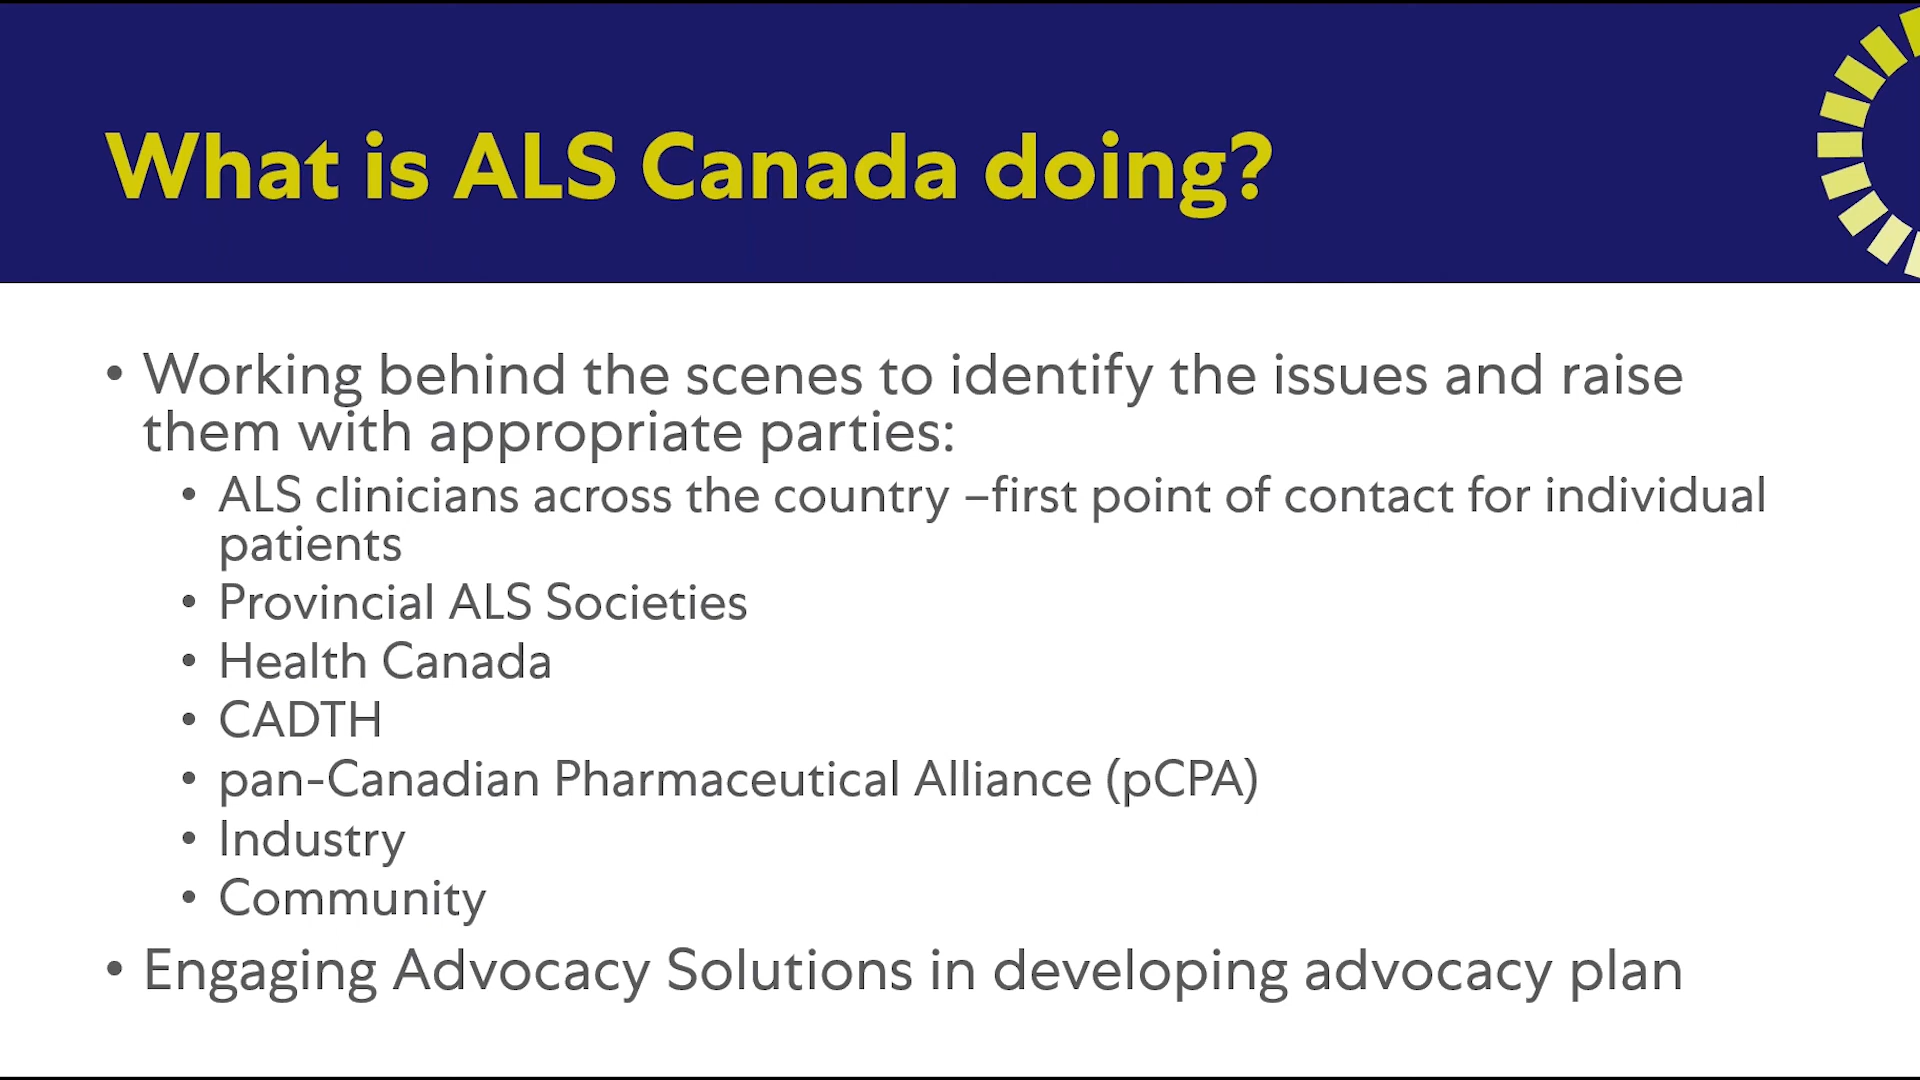 What is ALS Canada doing?
• Working behind the scenes to identify the issues and raise
them with appropriate parties:
• ALS clinicians across the country –first point of contact for individual
patients
• Provincial ALS Societies
• Health Canada
• CADTH
• pan-Canadian Pharmaceutical Alliance (pCPA)
• Industry
• Community
• Engaging Advocacy Solutions in developing advocacy plan